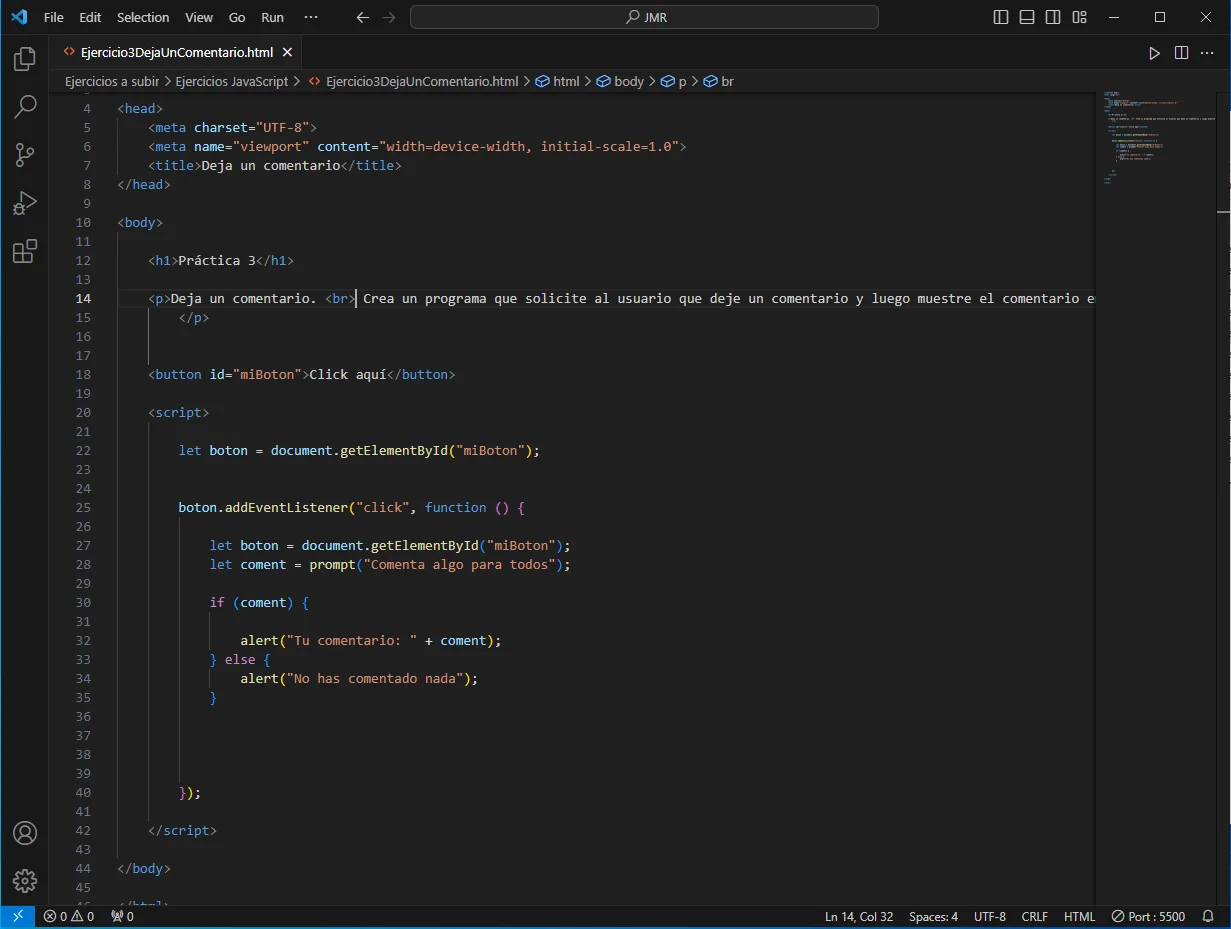 File Edit Selection View Go Run ··· JMR
Ejercicio3DejaUnComentario.html
Ejercicios a subir > Ejercicios JavaScript > Ejercicio3DejaUnComentario.html > html > body > p > br
4 <head>
5 <meta charset="UTF-8">
6 <meta name="viewport" content="width=device-width, initial-scale=1.0">
7 <title>Deja un comentario</title>
8 </head>
9
10 <body>
11
12 <h1>Práctica 3</h1>
13
14 <p>Deja un comentario. <br> Crea un programa que solicite al usuario que deje un comentario y luego muestre el comentario
15 </p>
16
17
18 <button id="miBoton">Click aquí</button>
19
20 <script>
21
22 let boton = document.getElementById("miBoton");
23
24
25 boton.addEventListener("click", function () {
26
27 let boton = document.getElementById("miBoton");
28 let coment = prompt("Comenta algo para todos");
29
30 if (coment) {
31
32 alert("Tu comentario: " + coment);
33 } else {
34 alert("No has comentado nada");
35 }
36
37
38
39
40 });
41
42 </script>
43
44 </body>
45
0 0 0 Ln 14, Col 32 Spaces: 4 UTF-8 CRLF HTML Port : 5500